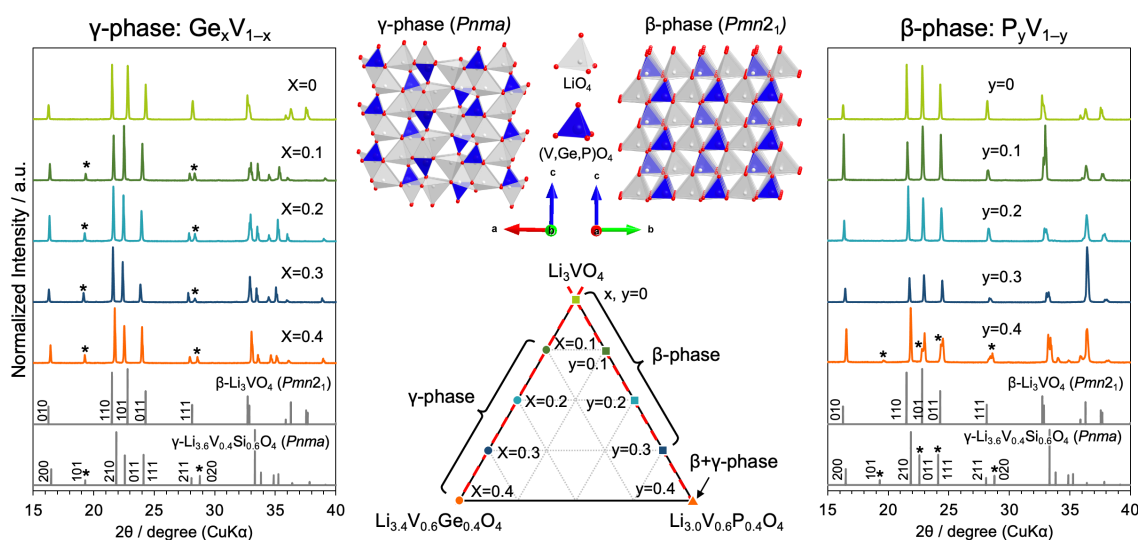 γ-phase: GeₓV₁₋ₓ
Normalized Intensity / a.u.
X=0
X=0.1
* *
X=0.2
* *
X=0.3
* *
X=0.4
* *
β-Li₃VO₄ (Pmn2₁)
010 110 101 011 111
γ-Li₃.₆V₀.₄Si₀.₆O₄ (Pnma)
200 101 * 210 011 111 211 * 020
15 20 25 30 35 40
2θ / degree (CuKα)
γ-phase (Pnma)
β-phase (Pmn2₁)
LiO₄
(V,Ge,P)O₄
c
a
b
c
a
b
Li₃VO₄
x, y=0
X=0.1
y=0.1
γ-phase
β-phase
X=0.2
y=0.2
X=0.3
y=0.3
β+γ-phase
X=0.4
y=0.4
Li₃.₄V₀.₆Ge₀.₄O₄
Li₃.₀V₀.₆P₀.₄O₄
β-phase: PᵧV₁₋ᵧ
y=0
y=0.1
y=0.2
y=0.3
y=0.4
* * * *
β-Li₃VO₄ (Pmn2₁)
010 110 101 011 111
γ-Li₃.₆V₀.₄Si₀.₆O₄ (Pnma)
200 101 * 210 * 011 * 111 211 * 020
15 20 25 30 35 40
2θ / degree (CuKα)